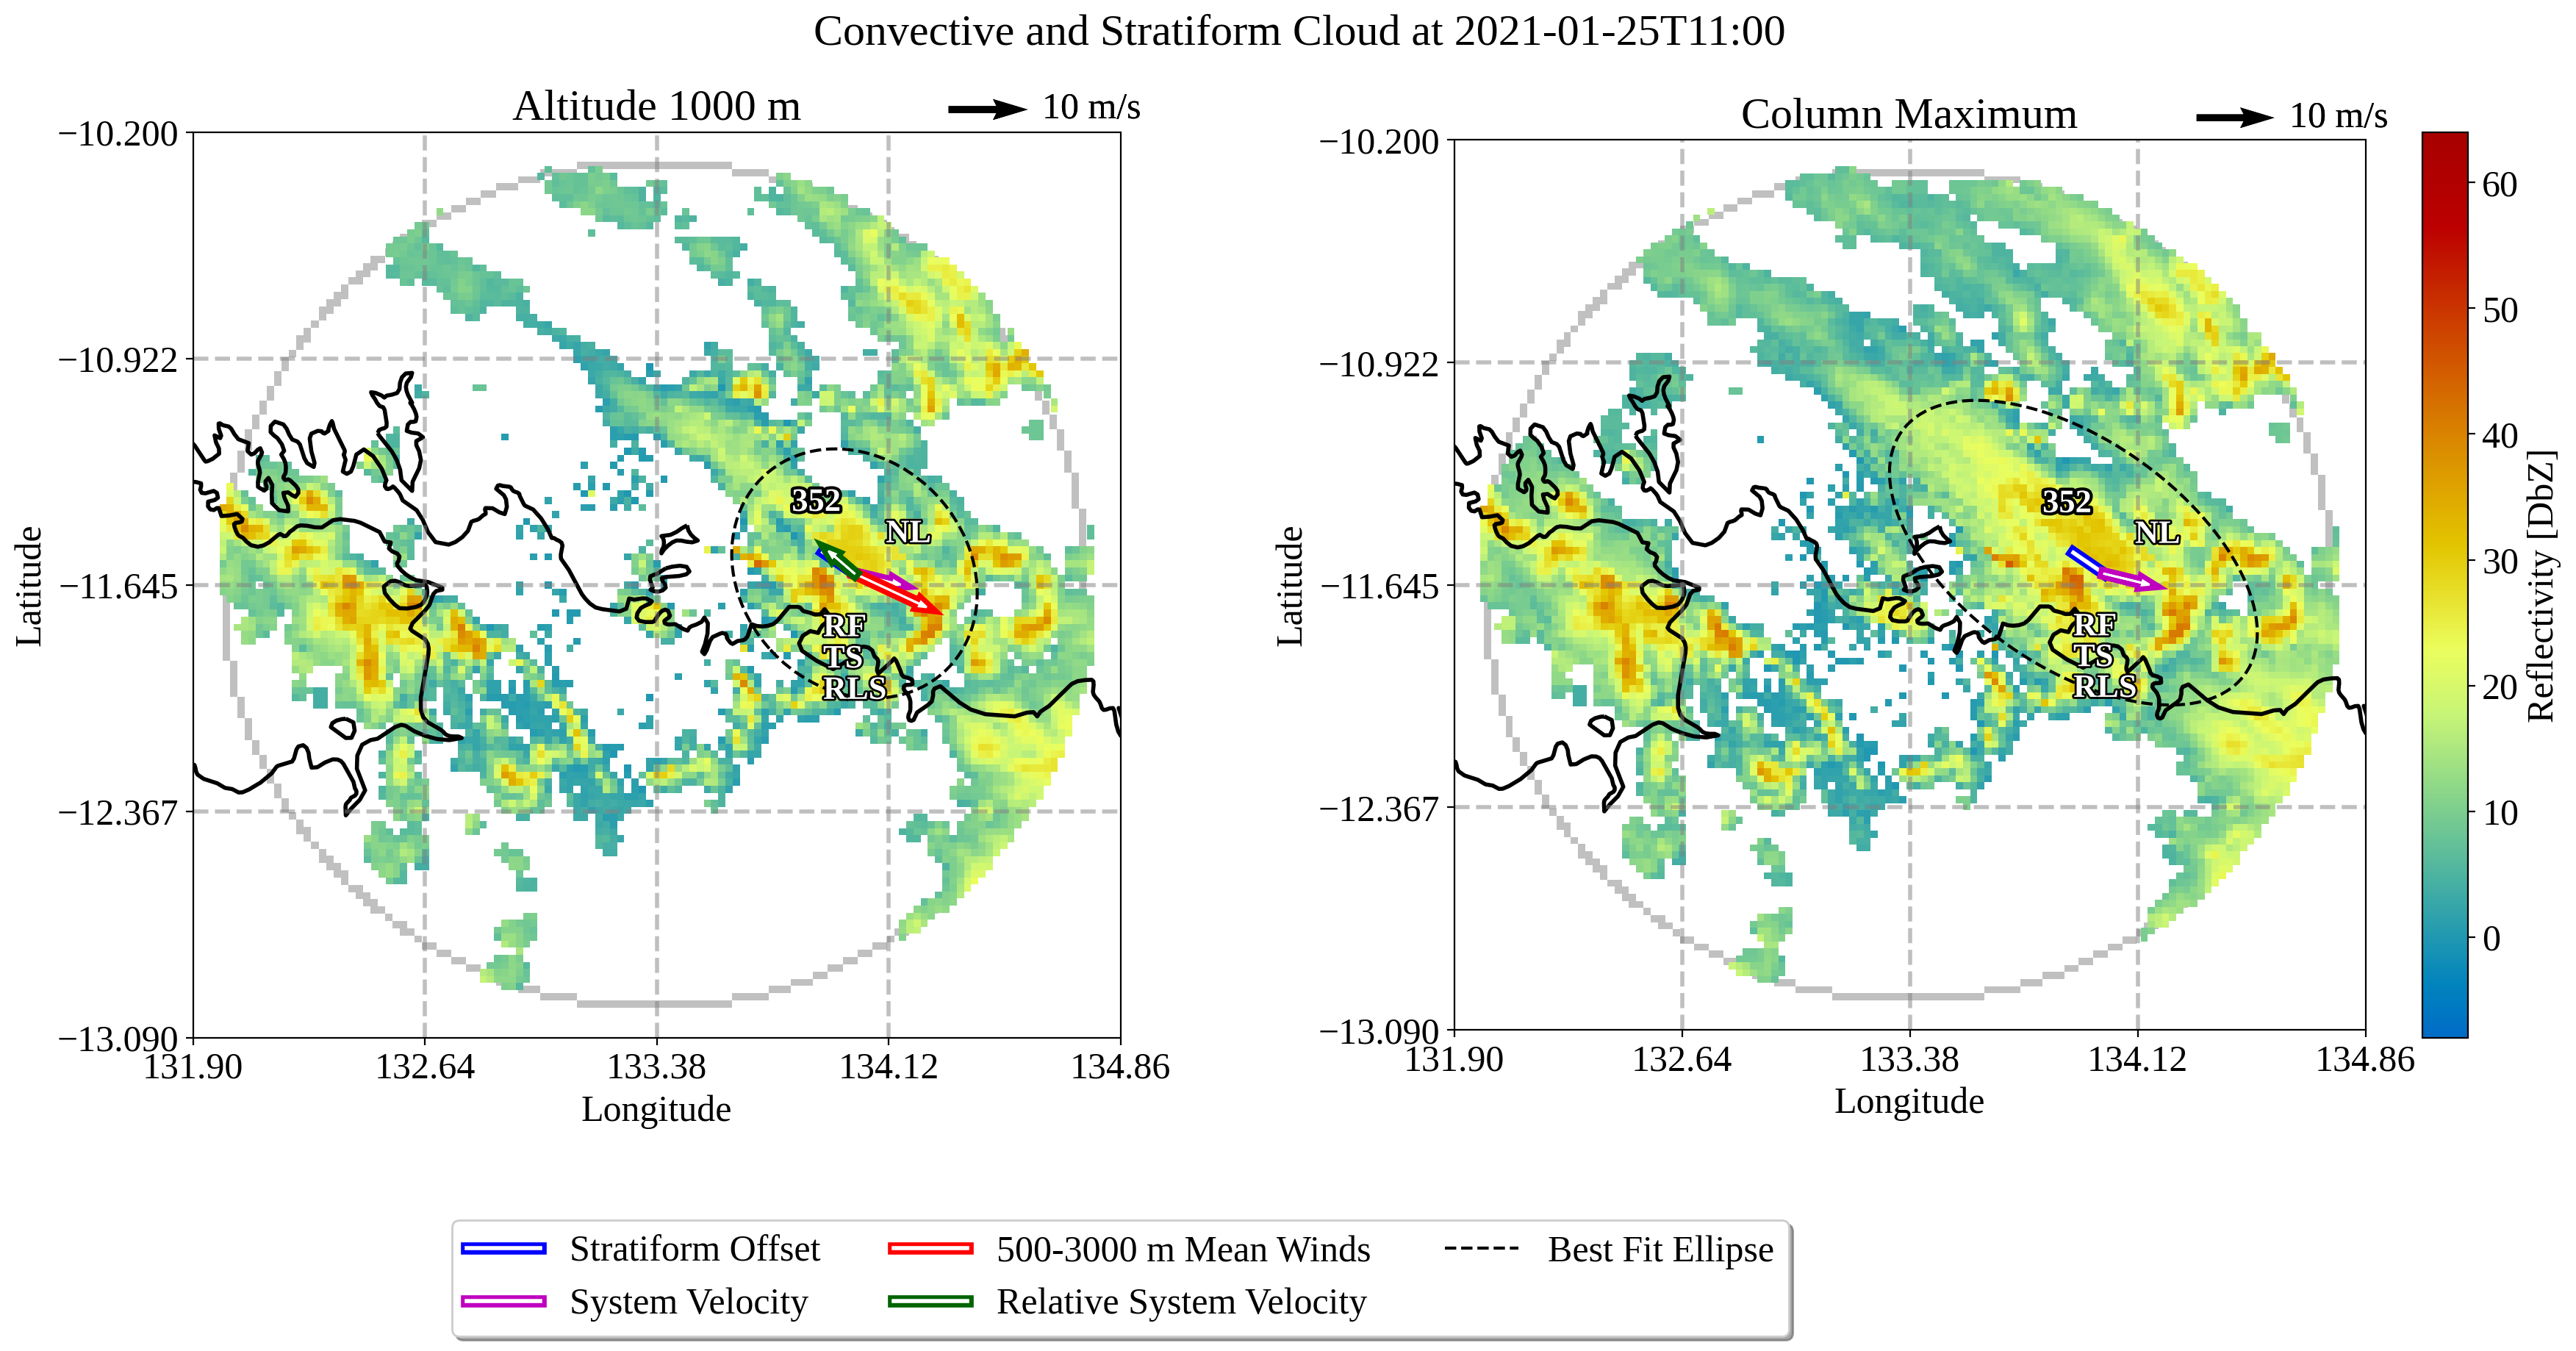 Convective and Stratiform Cloud at 2021-01-25T11:00
Altitude 1000 m
10 m/s
−10.200
−10.922
−11.645
−12.367
−13.090
131.90
132.64
133.38
134.12
134.86
Latitude
Longitude
352
NL
RF
TS
RLS
Column Maximum
10 m/s
−10.200
−10.922
−11.645
−12.367
−13.090
131.90
132.64
133.38
134.12
134.86
Latitude
Longitude
352
NL
RF
TS
RLS
60
50
40
30
20
10
0
Reflectivity [DbZ]
Stratiform Offset
System Velocity
500-3000 m Mean Winds
Relative System Velocity
Best Fit Ellipse